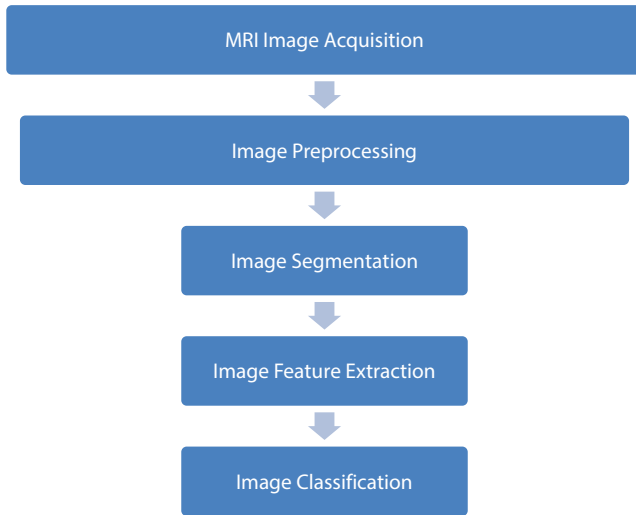 MRI Image Acquisition
Image Preprocessing
Image Segmentation
Image Feature Extraction
Image Classification